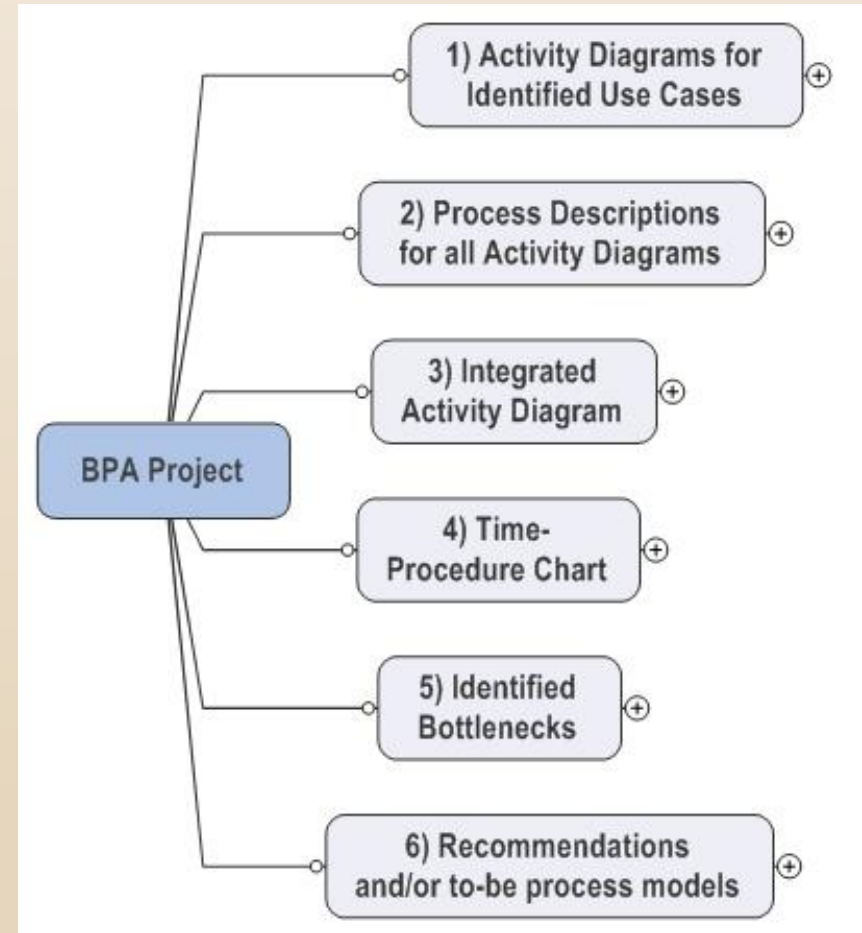 1) Activity Diagrams for
Identified Use Cases
2) Process Descriptions
for all Activity Diagrams
3) Integrated
Activity Diagram
BPA Project
4) Time-
Procedure Chart
5) Identified
Bottlenecks
6) Recommendations
and/or to-be process models